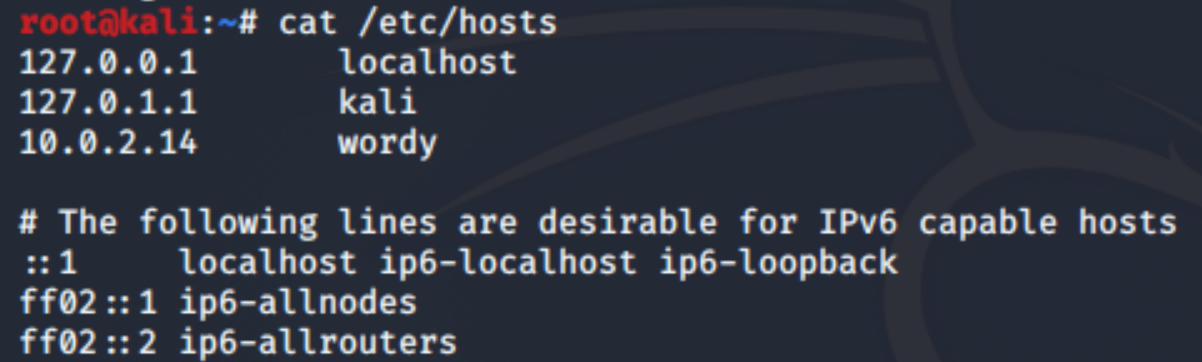 root@kali:~# cat /etc/hosts
127.0.0.1       localhost
127.0.1.1       kali
10.0.2.14       wordy

# The following lines are desirable for IPv6 capable hosts
::1     localhost ip6-localhost ip6-loopback
ff02::1 ip6-allnodes
ff02::2 ip6-allrouters